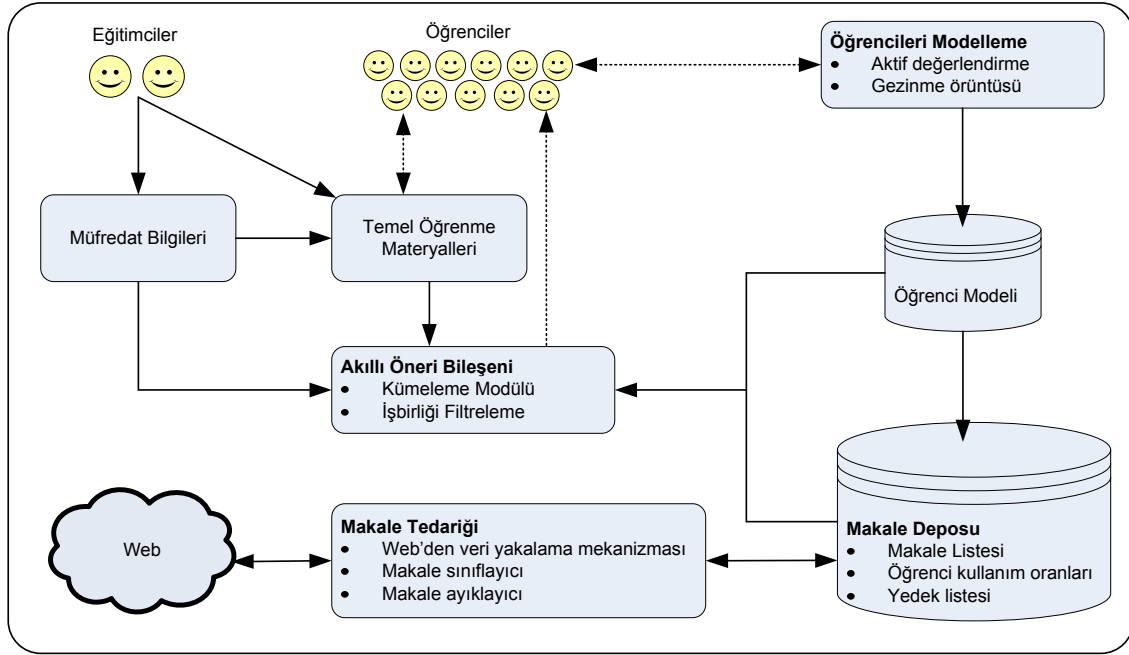 Eğitimciler
Öğrenciler
Öğrencileri Modelleme
• Aktif değerlendirme
• Gezinme örüntüsü
Müfredat Bilgileri
Temel Öğrenme
Materyalleri
Öğrenci Modeli
Akıllı Öneri Bileşeni
• Kümeleme Modülü
• İşbirliği Filtreleme
Web
Makale Tedariği
• Web'den veri yakalama mekanizması
• Makale sınıflayıcı
• Makale ayıklayıcı
Makale Deposu
• Makale Listesi
• Öğrenci kullanım oranları
• Yedek listesi